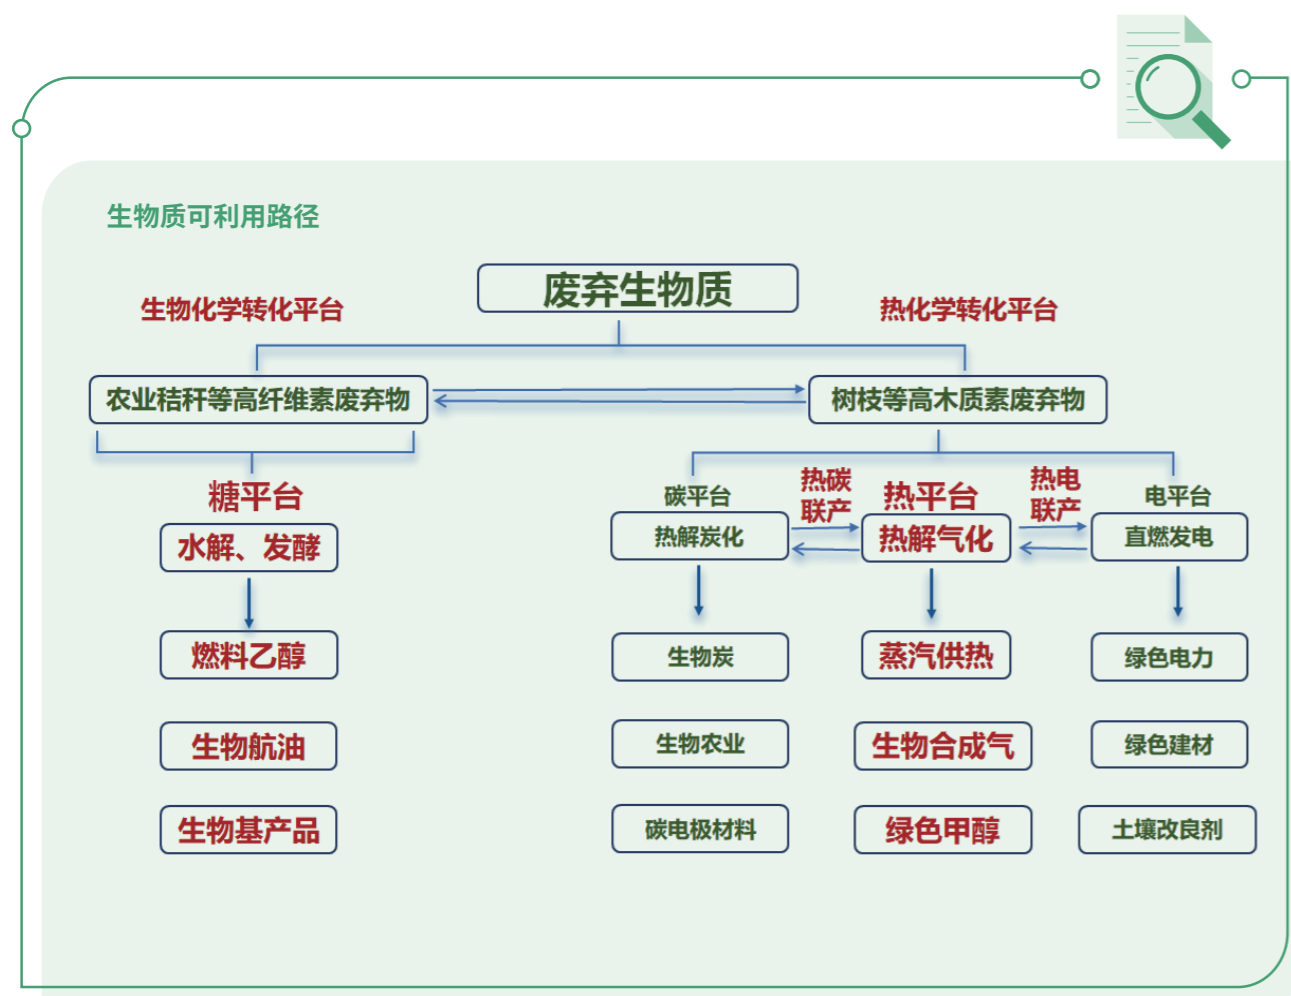 生物质可利用路径
废弃生物质
生物化学转化平台
热化学转化平台
农业秸秆等高纤维素废弃物
树枝等高木质素废弃物
糖平台
水解、发酵
燃料乙醇
生物航油
生物基产品
碳平台
热解炭化
生物炭
生物农业
碳电极材料
热碳
联产
热平台
热解气化
蒸汽供热
生物合成气
绿色甲醇
热电
联产
电平台
直燃发电
绿色电力
绿色建材
土壤改良剂